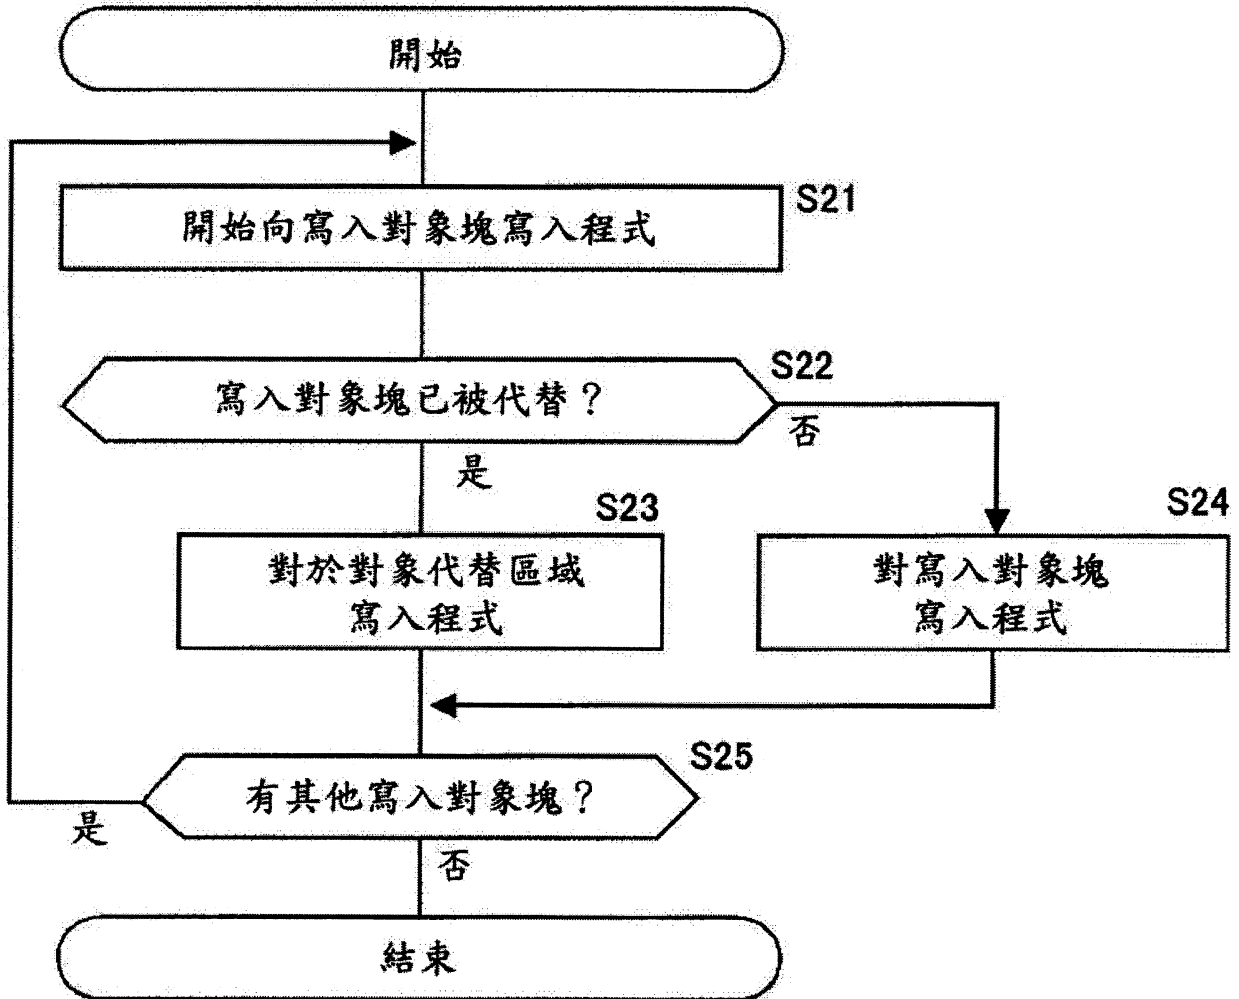 開始
S21
開始向寫入對象塊寫入程式
S22
寫入對象塊已被代替？
否
是
S23
對於對象代替區域
寫入程式
S24
對寫入對象塊
寫入程式
S25
有其他寫入對象塊？
是
否
結束